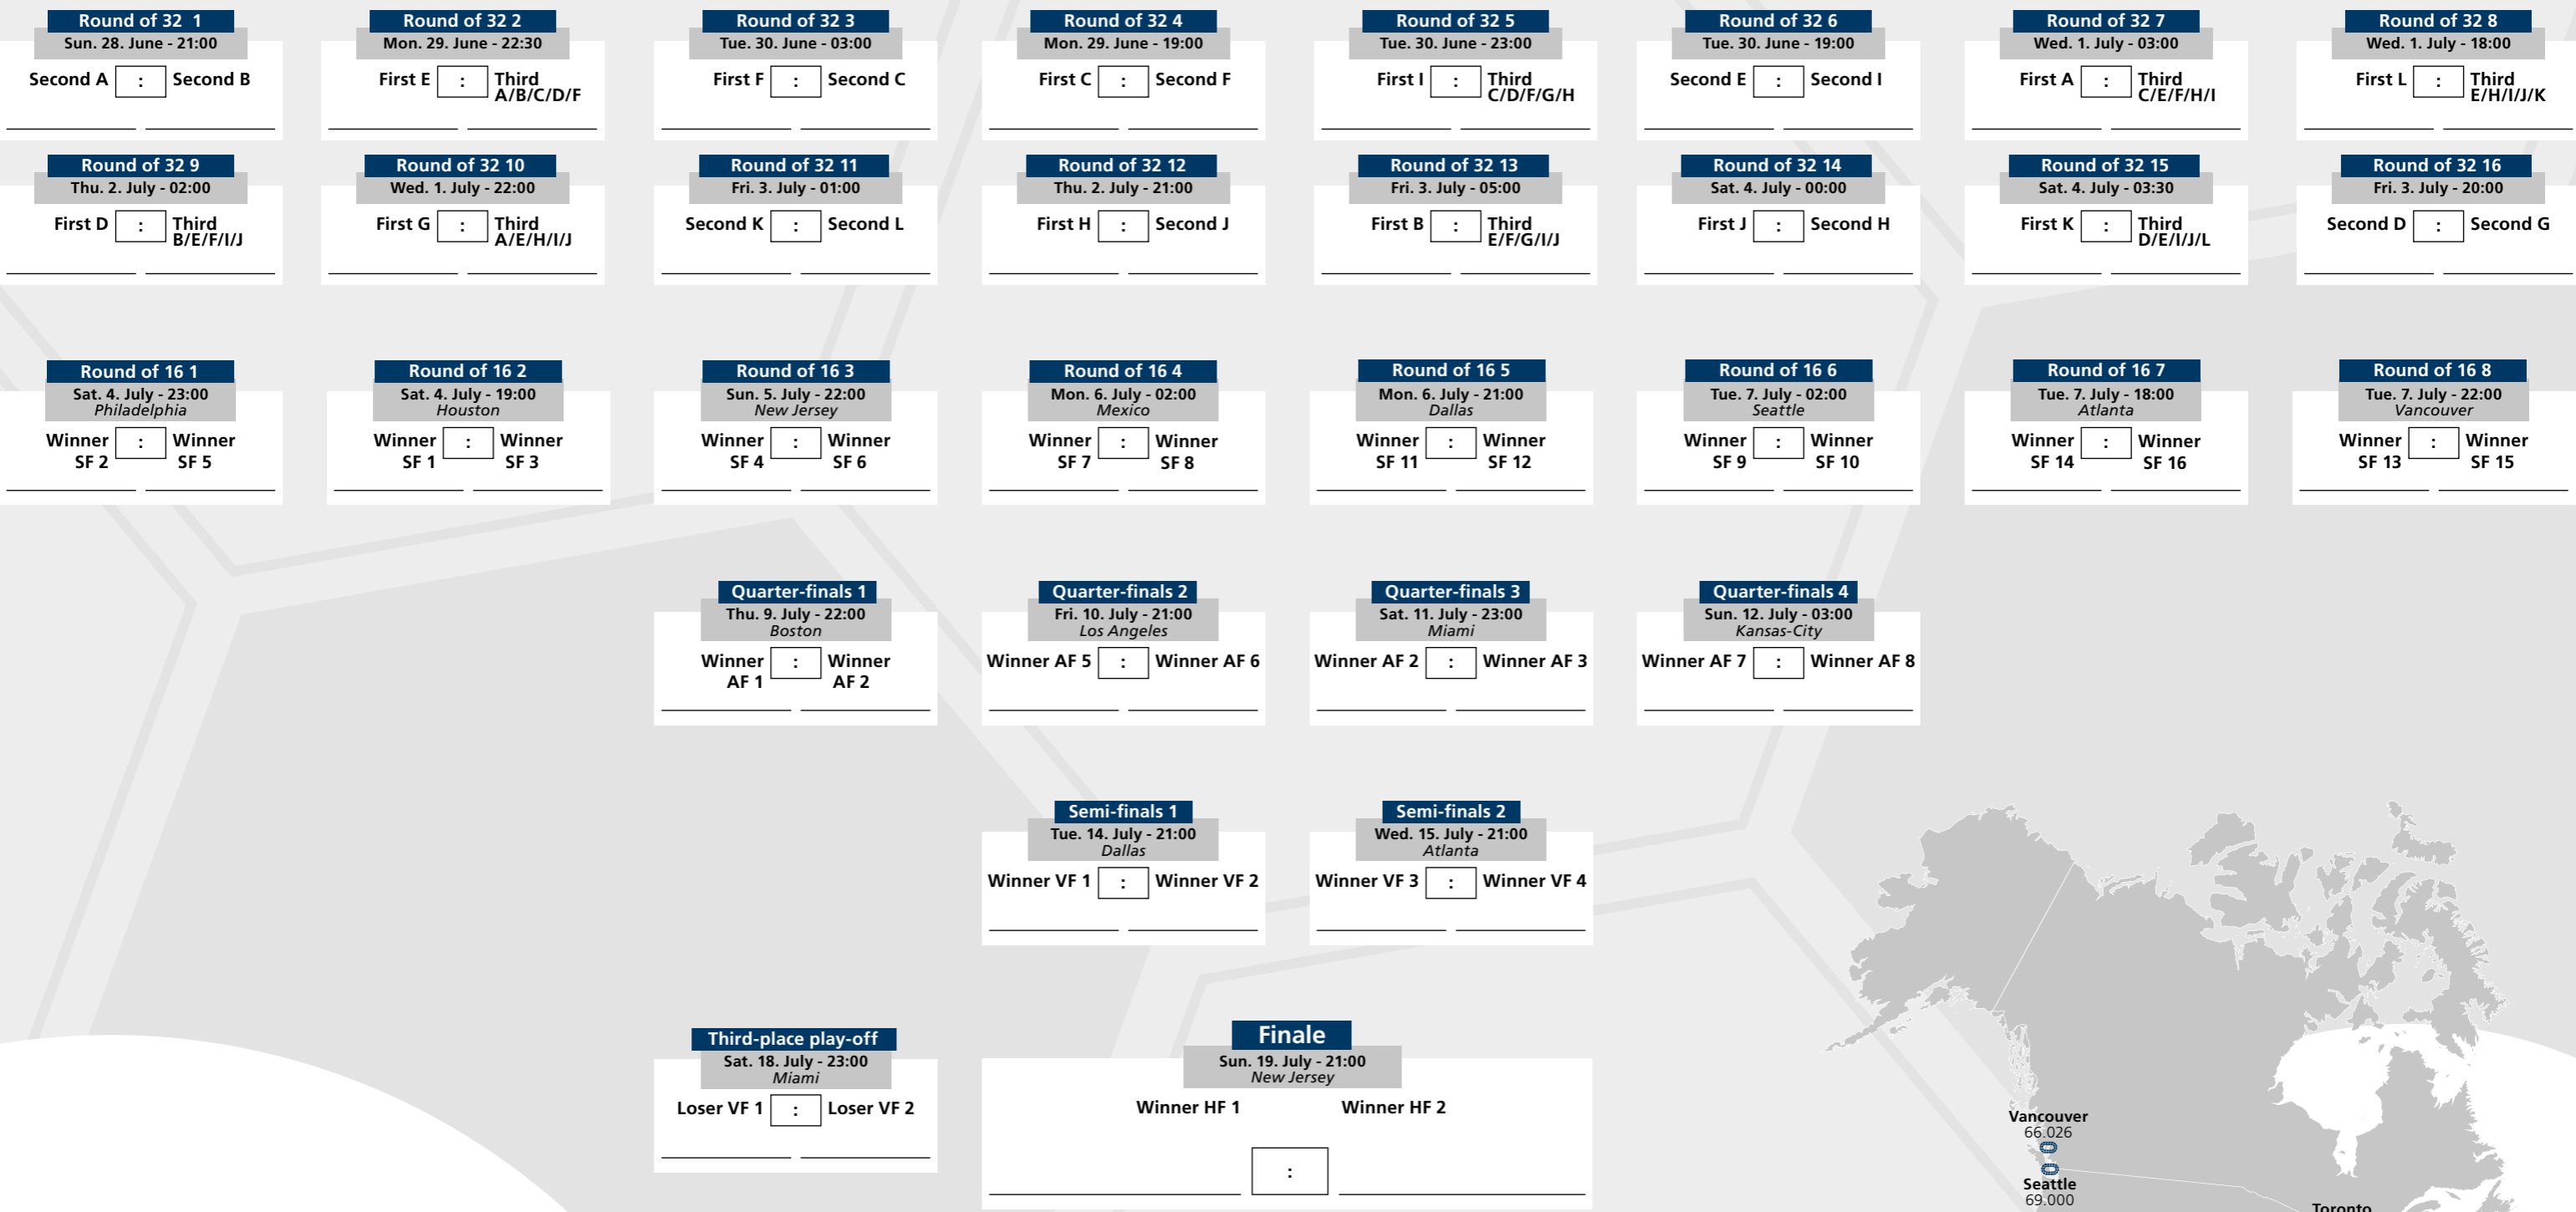 Round of 32  1
Sun. 28. June - 21:00
Second A : Second B
Round of 32 2
Mon. 29. June - 22:30
First E : Third
A/B/C/D/F
Round of 32 3
Tue. 30. June - 03:00
First F : Second C
Round of 32 4
Mon. 29. June - 19:00
First C : Second F
Round of 32 5
Tue. 30. June - 23:00
First I : Third
C/D/F/G/H
Round of 32 6
Tue. 30. June - 19:00
Second E : Second I
Round of 32 7
Wed. 1. July - 03:00
First A : Third
C/E/F/H/I
Round of 32 8
Wed. 1. July - 18:00
First L : Third
E/H/I/J/K
Round of 32 9
Thu. 2. July - 02:00
First D : Third
B/E/F/I/J
Round of 32 10
Wed. 1. July - 22:00
First G : Third
A/E/H/I/J
Round of 32 11
Fri. 3. July - 01:00
Second K : Second L
Round of 32 12
Thu. 2. July - 21:00
First H : Second J
Round of 32 13
Fri. 3. July - 05:00
First B : Third
E/F/G/I/J
Round of 32 14
Sat. 4. July - 00:00
First J : Second H
Round of 32 15
Sat. 4. July - 03:30
First K : Third
D/E/I/J/L
Round of 32 16
Fri. 3. July - 20:00
Second D : Second G
Round of 16 1
Sat. 4. July - 23:00
Philadelphia
Winner : Winner
SF 2 SF 5
Round of 16 2
Sat. 4. July - 19:00
Houston
Winner : Winner
SF 1 SF 3
Round of 16 3
Sun. 5. July - 22:00
New Jersey
Winner : Winner
SF 4 SF 6
Round of 16 4
Mon. 6. July - 02:00
Mexico
Winner : Winner
SF 7 SF 8
Round of 16 5
Mon. 6. July - 21:00
Dallas
Winner : Winner
SF 11 SF 12
Round of 16 6
Tue. 7. July - 02:00
Seattle
Winner : Winner
SF 9 SF 10
Round of 16 7
Tue. 7. July - 18:00
Atlanta
Winner : Winner
SF 14 SF 16
Round of 16 8
Tue. 7. July - 22:00
Vancouver
Winner : Winner
SF 13 SF 15
Quarter-finals 1
Thu. 9. July - 22:00
Boston
Winner : Winner
AF 1 AF 2
Quarter-finals 2
Fri. 10. July - 21:00
Los Angeles
Winner AF 5 : Winner AF 6
Quarter-finals 3
Sat. 11. July - 23:00
Miami
Winner AF 2 : Winner AF 3
Quarter-finals 4
Sun. 12. July - 03:00
Kansas-City
Winner AF 7 : Winner AF 8
Semi-finals 1
Tue. 14. July - 21:00
Dallas
Winner VF 1 : Winner VF 2
Semi-finals 2
Wed. 15. July - 21:00
Atlanta
Winner VF 3 : Winner VF 4
Third-place play-off
Sat. 18. July - 23:00
Miami
Loser VF 1 : Loser VF 2
Finale
Sun. 19. July - 21:00
New Jersey
Winner HF 1 Winner HF 2
:
Vancouver
66.026
Seattle
69.000
Toronto